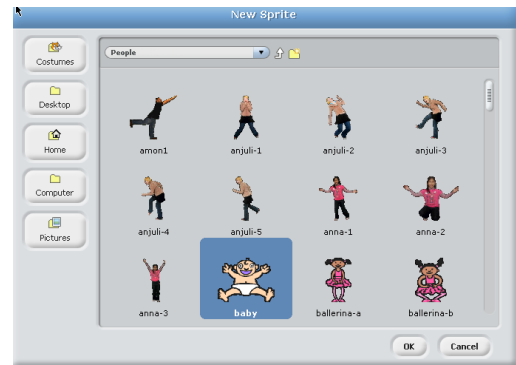 New Sprite
Costumes
Desktop
Home
Computer
Pictures
People
amon1 anjuli-1 anjuli-2 anjuli-3
anjuli-4 anjuli-5 anna-1 anna-2
anna-3 baby ballerina-a ballerina-b
OK Cancel